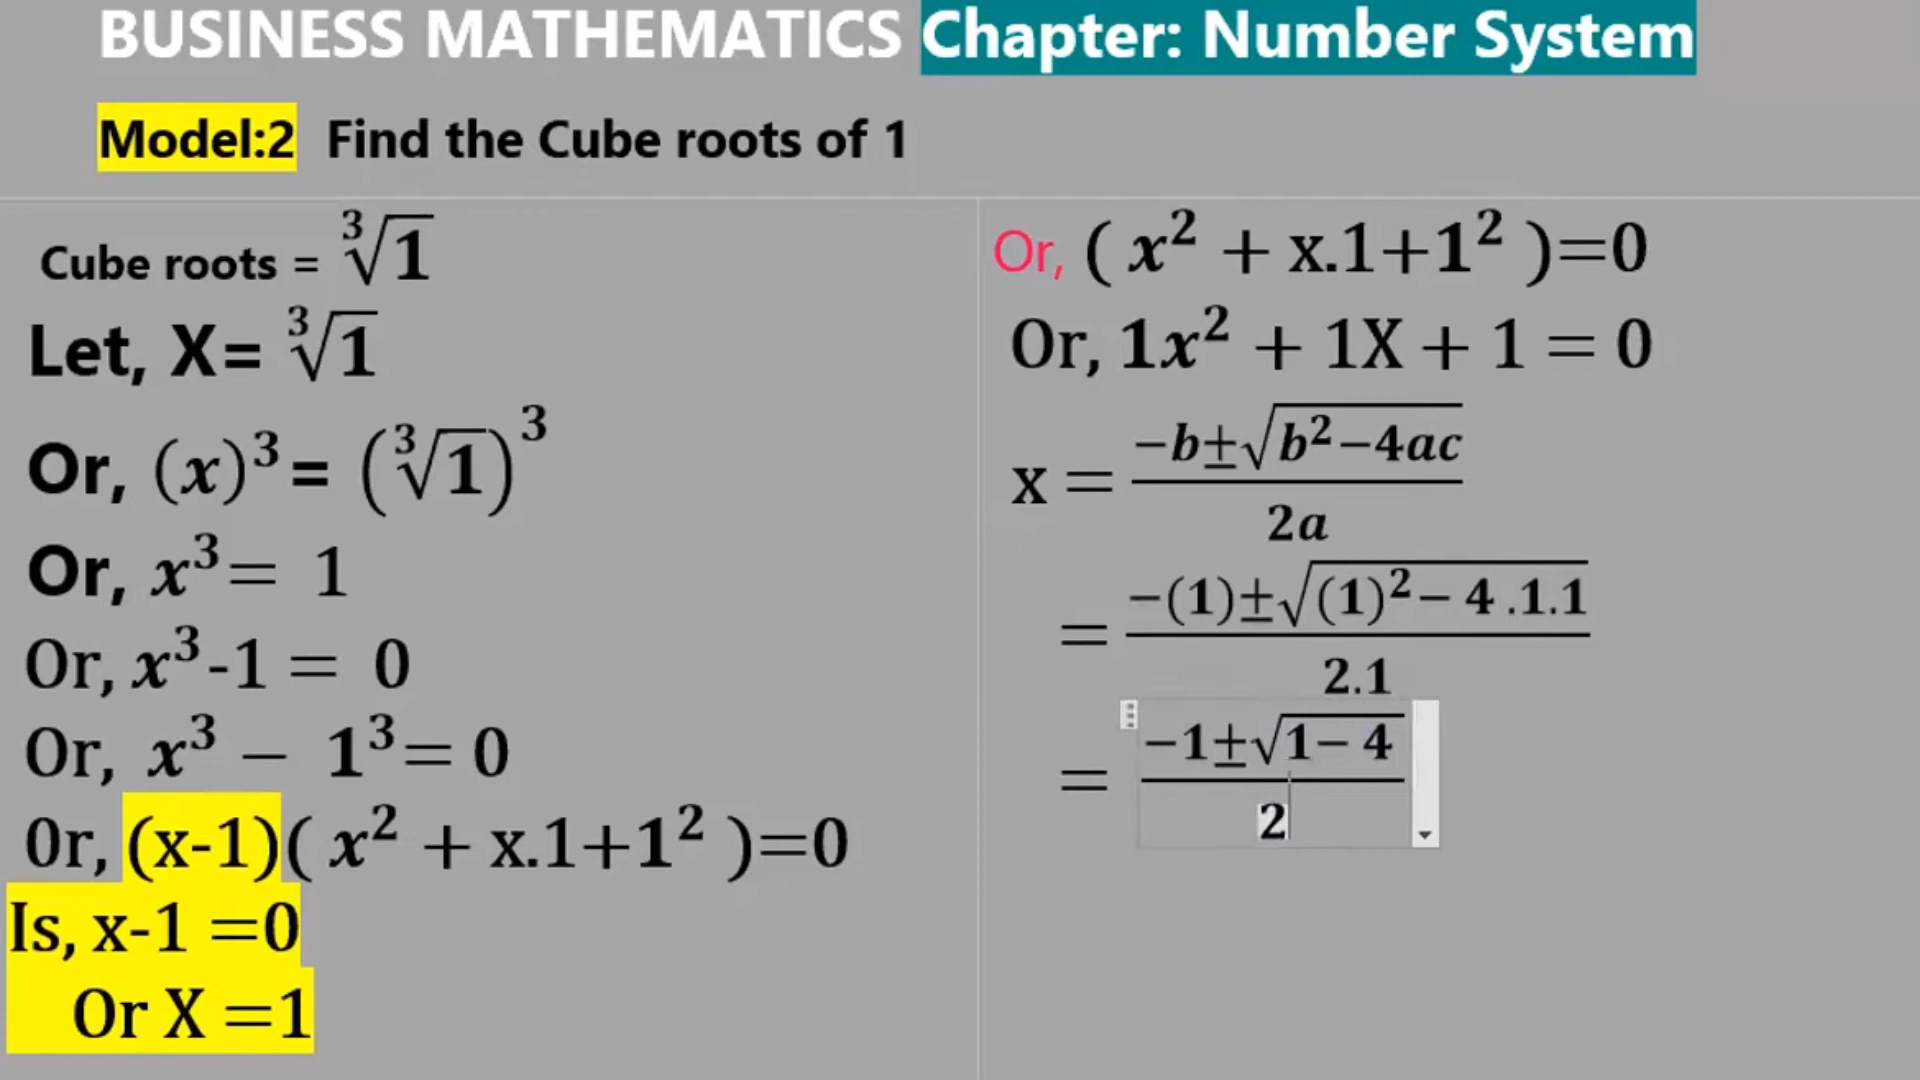 BUSINESS MATHEMATICS Chapter: Number System
Model:2 Find the Cube roots of 1
Cube roots = ∛1
Let, X= ∛1
Or, (x)³= (∛1)³
Or, x³= 1
Or, x³-1 = 0
Or, x³ − 1³= 0
0r, (x-1)( x² + x.1+1² )=0
Is, x-1 =0
Or X =1
Or, ( x² + x.1+1² )=0
Or, 1x² + 1X + 1 = 0
x = (−b±√(b²−4ac))/(2a)
= (−(1)±√((1)²− 4 .1.1))/(2.1)
= (−1±√(1− 4))/2